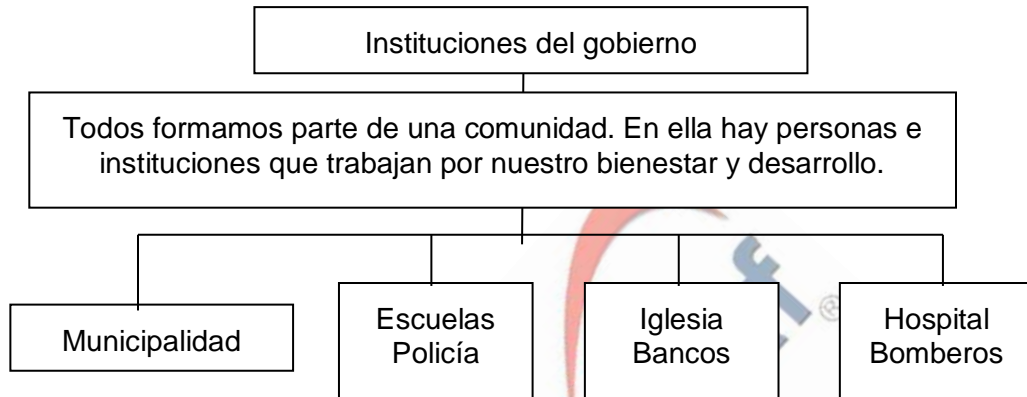 Instituciones del gobierno
Todos formamos parte de una comunidad. En ella hay personas e
instituciones que trabajan por nuestro bienestar y desarrollo.
Municipalidad
Escuelas
Policía
Iglesia
Bancos
Hospital
Bomberos
®